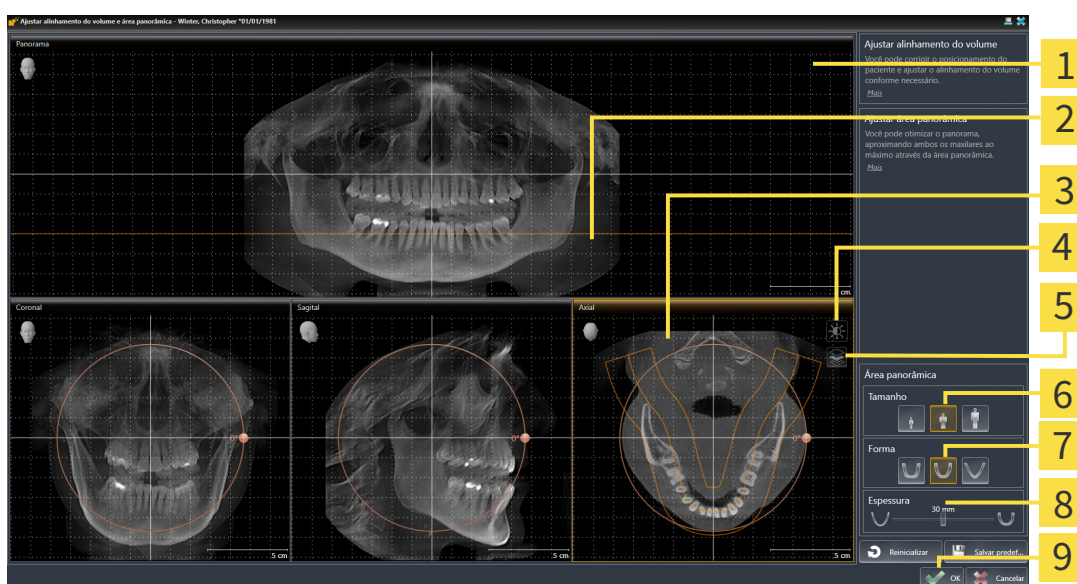 Ajustar alinhamento do volume e área panorâmica - Winter, Christopher *01/01/1981
Panorama
cm
Coronal
0°
.5 cm
Sagital
0°
.5 cm
Axial
0°
.5 cm
Ajustar alinhamento do volume
Você pode corrigir o posicionamento do
paciente e ajustar o alinhamento do volume
conforme necessário.
Mais
Ajustar área panorâmica
Você pode otimizar o panorama,
aproximando ambos os maxilares ao
máximo através da área panorâmica.
Mais
Área panorâmica
Tamanho
Forma
Espessura
30 mm
Reinicializar
Salvar predef...
OK
Cancelar
1
2
3
4
5
6
7
8
9